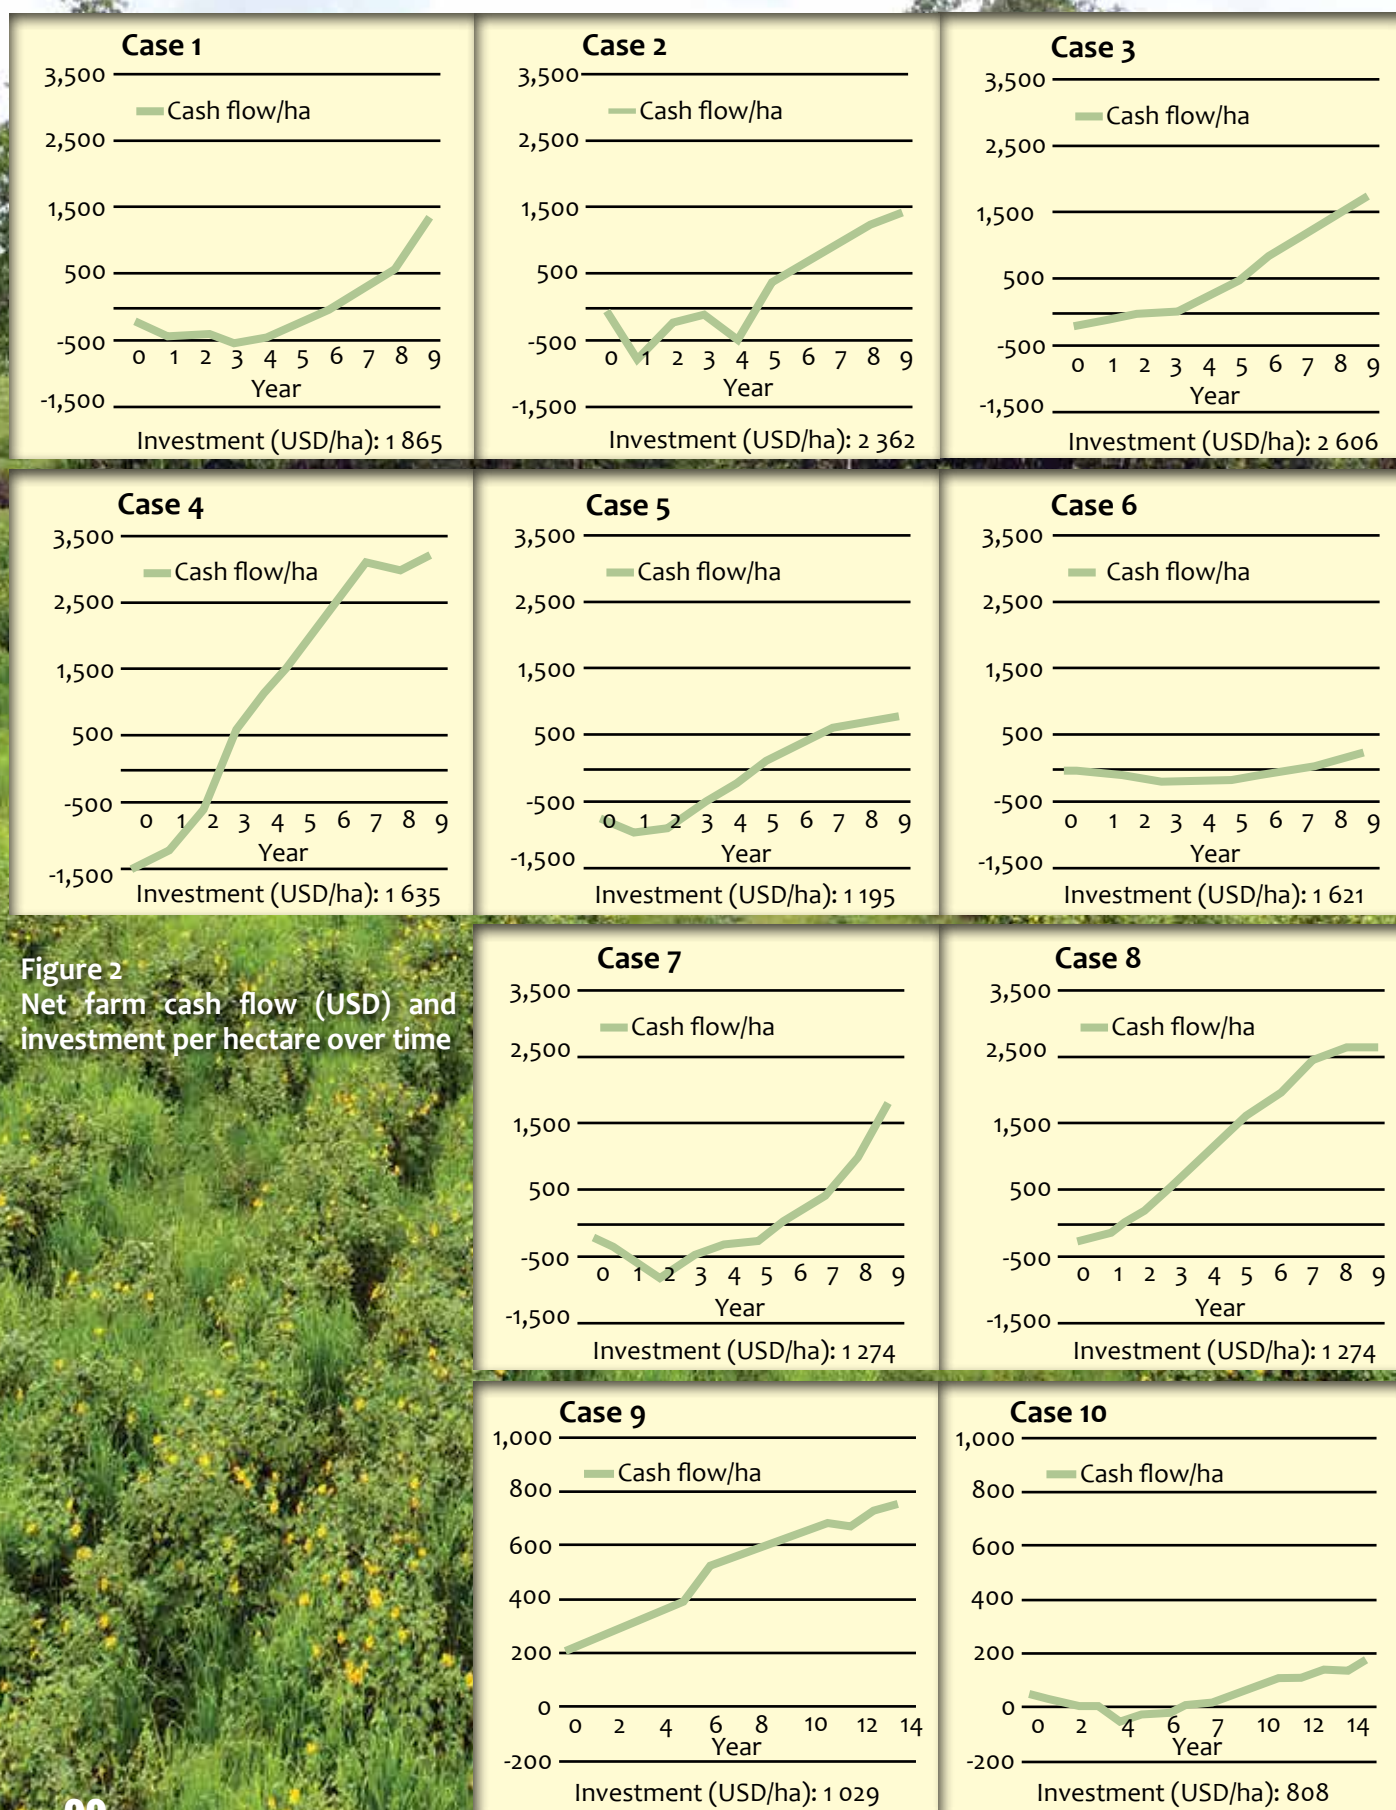 Case 1
3,500
Cash flow/ha
2,500
1,500
500
-500
0 1 2 3 4 5 6 7 8 9
Year
-1,500
Investment (USD/ha): 1 865
Case 2
3,500
Cash flow/ha
2,500
1,500
500
-500
0 1 2 3 4 5 6 7 8 9
Year
-1,500
Investment (USD/ha): 2 362
Case 3
3,500
Cash flow/ha
2,500
1,500
500
-500
0 1 2 3 4 5 6 7 8 9
Year
-1,500
Investment (USD/ha): 2 606
Case 4
3,500
Cash flow/ha
2,500
1,500
500
-500
0 1 2 3 4 5 6 7 8 9
Year
-1,500
Investment (USD/ha): 1 635
Case 5
3,500
Cash flow/ha
2,500
1,500
500
-500
0 1 2 3 4 5 6 7 8 9
Year
-1,500
Investment (USD/ha): 1 195
Case 6
3,500
Cash flow/ha
2,500
1,500
500
-500
0 1 2 3 4 5 6 7 8 9
Year
-1,500
Investment (USD/ha): 1 621
Figure 2
Net farm cash flow (USD) and
investment per hectare over time
Case 7
3,500
Cash flow/ha
2,500
1,500
500
-500
0 1 2 3 4 5 6 7 8 9
Year
-1,500
Investment (USD/ha): 1 274
Case 8
3,500
Cash flow/ha
2,500
1,500
500
-500
0 1 2 3 4 5 6 7 8 9
Year
-1,500
Investment (USD/ha): 1 274
Case 9
1,000
Cash flow/ha
800
600
400
200
0
0 2 4 6 8 10 12 14
Year
-200
Investment (USD/ha): 1 029
Case 10
1,000
Cash flow/ha
800
600
400
200
0
0 2 4 6 7 10 12 14
Year
-200
Investment (USD/ha): 808